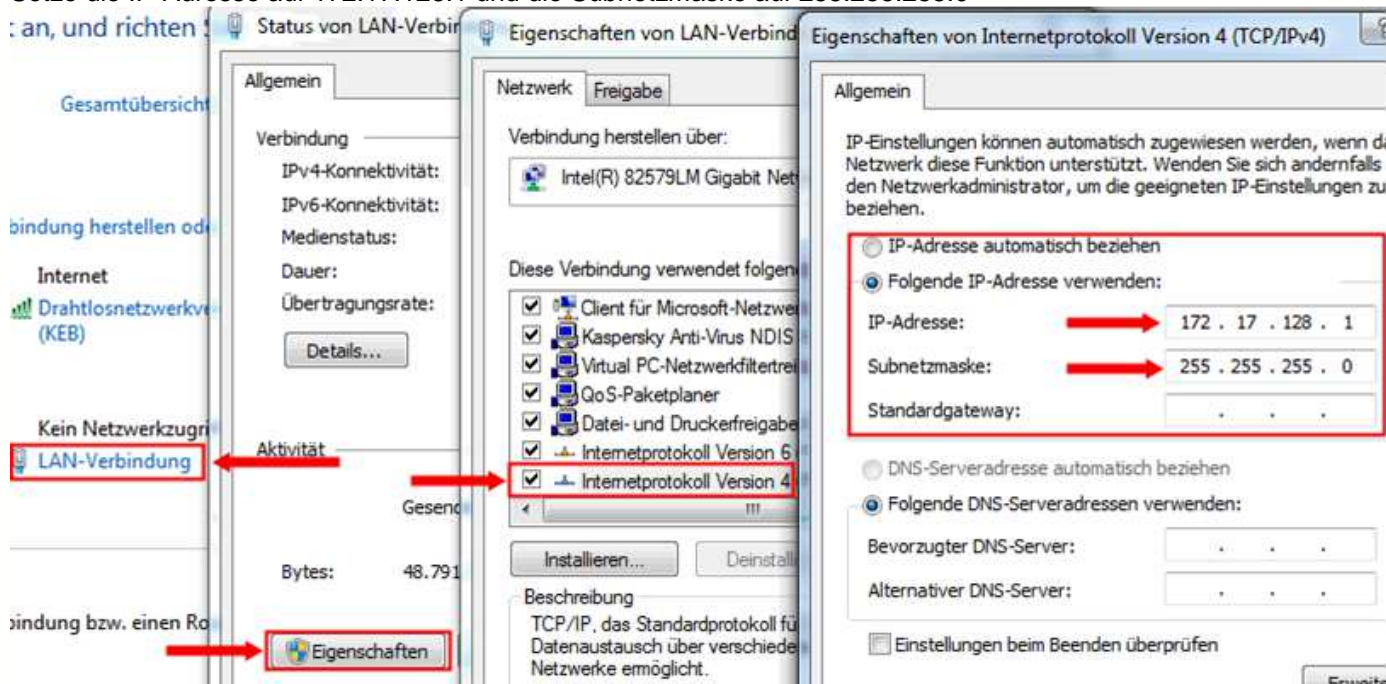 an, und richten
Gesamtübersicht
bindung herstellen ode
Internet
Drahtlosnetzwerkve
(KEB)
Kein Netzwerkzugri
LAN-Verbindung
bindung bzw. einen Ro
Status von LAN-Verbin
Allgemein
Verbindung
IPv4-Konnektivität:
IPv6-Konnektivität:
Medienstatus:
Dauer:
Übertragungsrate:
Details...
Aktivität
Gesend
Bytes: 48.791
Eigenschaften
Eigenschaften von LAN-Verbind
Netzwerk Freigabe
Verbindung herstellen über:
Intel(R) 82579LM Gigabit Net
Diese Verbindung verwendet folgen
Client für Microsoft-Netzwe
Kaspersky Anti-Virus NDIS
Virtual PC-Netzwerkfiltertrei
QoS-Paketplaner
Datei- und Druckerfreigabe
Internetprotokoll Version 6
Internetprotokoll Version 4
Installieren... Deinstalli
Beschreibung
TCP/IP, das Standardprotokoll fü
Datenaustausch über verschiede
Netzwerke ermöglicht.
Eigenschaften von Internetprotokoll Version 4 (TCP/IPv4)
Allgemein
IP-Einstellungen können automatisch zugewiesen werden, wenn da
Netzwerk diese Funktion unterstützt. Wenden Sie sich andernfalls
den Netzwerkadministrator, um die geeigneten IP-Einstellungen zu
beziehen.
IP-Adresse automatisch beziehen
Folgende IP-Adresse verwenden:
IP-Adresse: 172 . 17 . 128 . 1
Subnetzmaske: 255 . 255 . 255 . 0
Standardgateway: . . .
DNS-Serveradresse automatisch beziehen
Folgende DNS-Serveradressen verwenden:
Bevorzugter DNS-Server: . . .
Alternativer DNS-Server: . . .
Einstellungen beim Beenden überprüfen